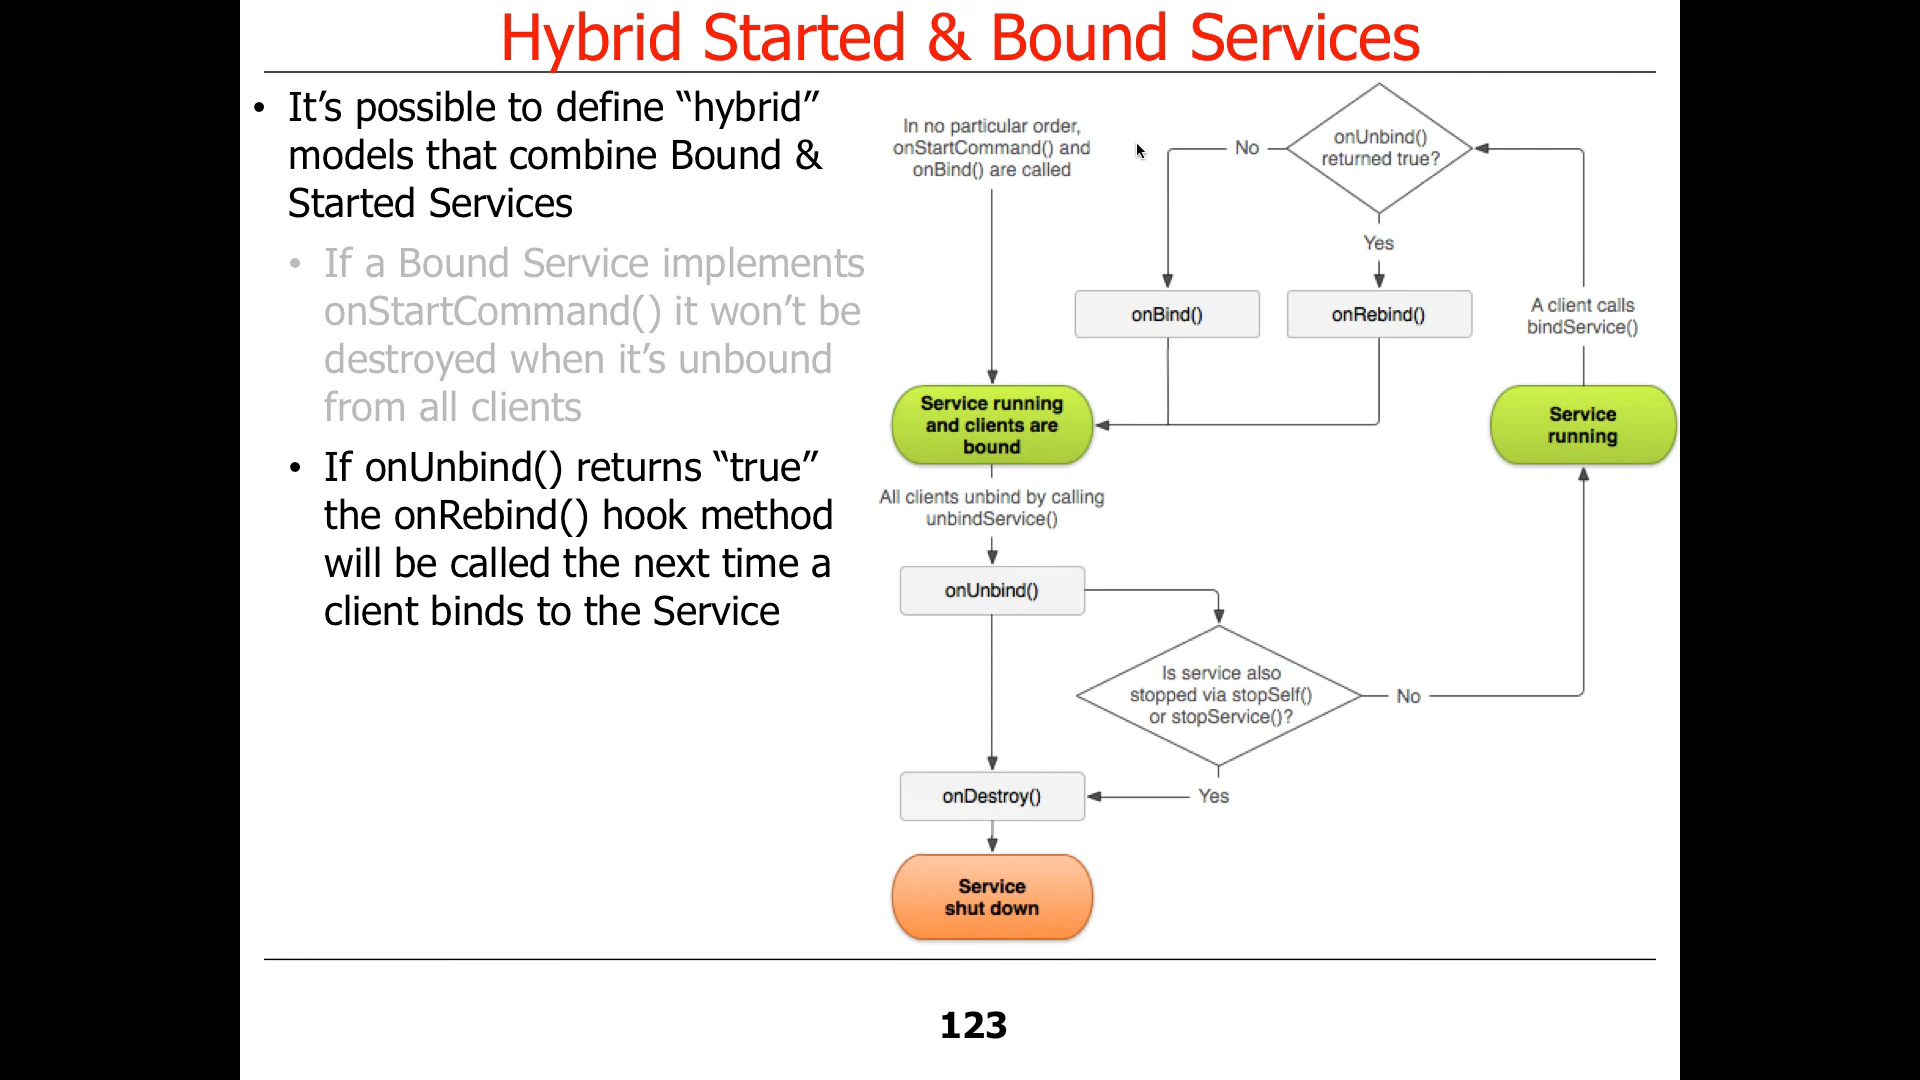 Hybrid Started & Bound Services
• It’s possible to define “hybrid”
models that combine Bound &
Started Services
• If a Bound Service implements
onStartCommand() it won’t be
destroyed when it’s unbound
from all clients
• If onUnbind() returns “true”
the onRebind() hook method
will be called the next time a
client binds to the Service
In no particular order,
onStartCommand() and
onBind() are called
No
onUnbind()
returned true?
Yes
onBind()
onRebind()
A client calls
bindService()
Service running
and clients are
bound
Service
running
All clients unbind by calling
unbindService()
onUnbind()
Is service also
stopped via stopSelf()
or stopService()?
No
onDestroy()
Yes
Service
shut down
123